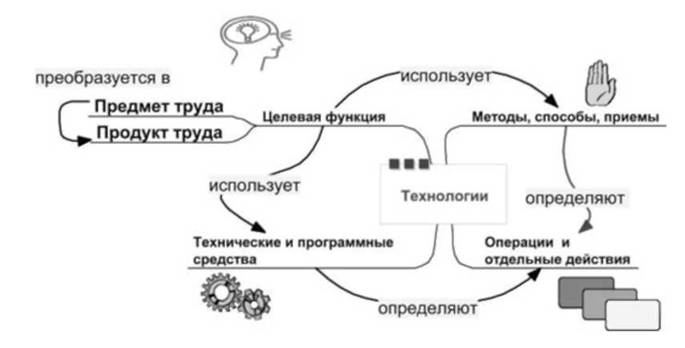 преобразуется в
использует
Предмет труда
Продукт труда
Целевая функция
Методы, способы, приемы
использует
Технологии
определяют
Технические и программные
средства
Операции и
отдельные действия
определяют